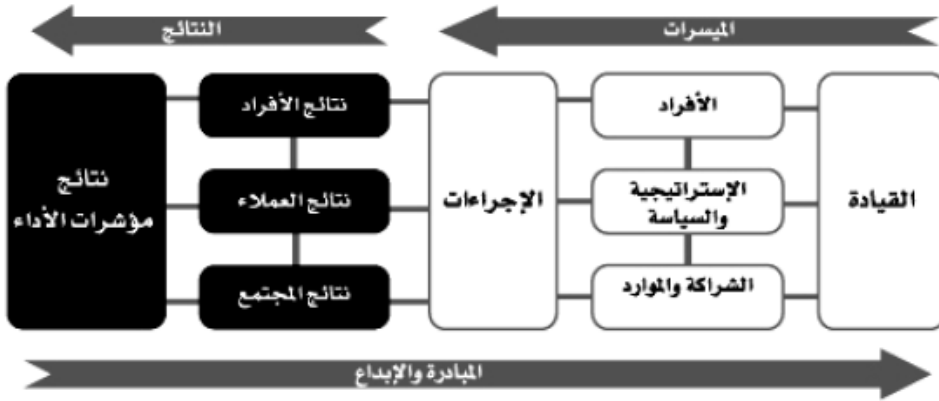 الميسرات
النتائج
القيادة
الأفراد
الإستراتيجية
والسياسة
الشراكة والموارد
الإجراءات
نتائج الأفراد
نتائج العملاء
نتائج المجتمع
نتائج
مؤشرات الأداء
المبادرة والإبداع